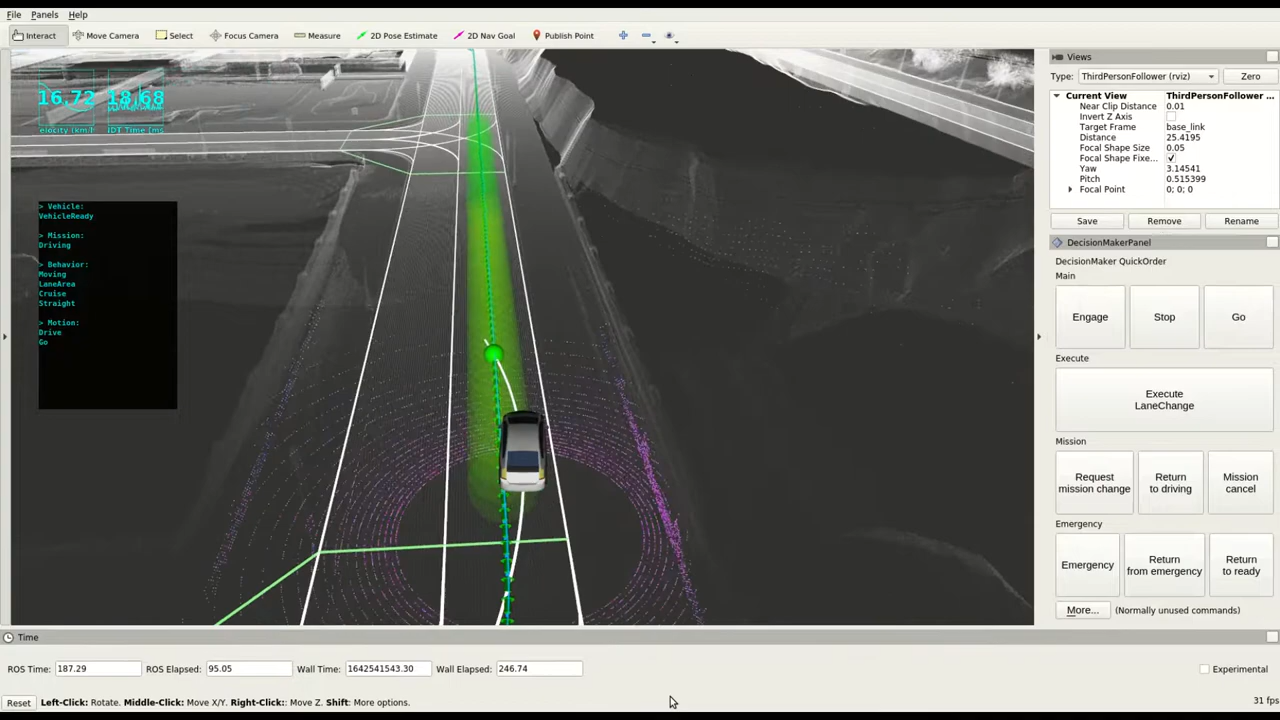 File Panels Help
Interact Move Camera Select Focus Camera Measure 2D Pose Estimate 2D Nav Goal Publish Point
16.72 18.68
elocity (km.l IDT Time (ms
> Vehicle:
VehicleReady
> Mission:
Driving
> Behavior:
Moving
LaneArea
Cruise
Straight
> Motion:
Drive
Go
Views
Type: ThirdPersonFollower (rviz) Zero
Current View ThirdPersonFollower ...
Near Clip Distance 0.01
Invert Z Axis
Target Frame base_link
Distance 25.4195
Focal Shape Size 0.05
Focal Shape Fixe...
Yaw 3.14541
Pitch 0.515399
Focal Point 0; 0; 0
Save Remove Rename
DecisionMakerPanel
DecisionMaker QuickOrder
Main
Engage Stop Go
Execute
Execute
LaneChange
Mission
Request
mission change
Return
to driving
Mission
cancel
Emergency
Emergency
Return
from emergency
Return
to ready
More... (Normally unused commands)
Time
ROS Time: 187.29 ROS Elapsed: 95.05 Wall Time: 1642541543.30 Wall Elapsed: 246.74 Experimental
Reset Left-Click: Rotate. Middle-Click: Move X/Y. Right-Click:: Move Z. Shift: More options. 31 fps